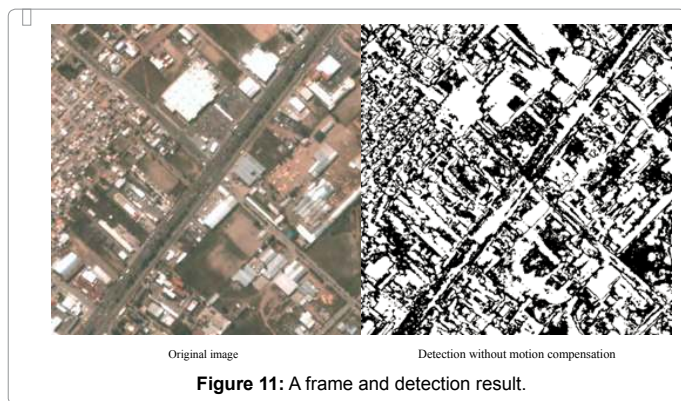 Original image
Detection without motion compensation
Figure 11: A frame and detection result.